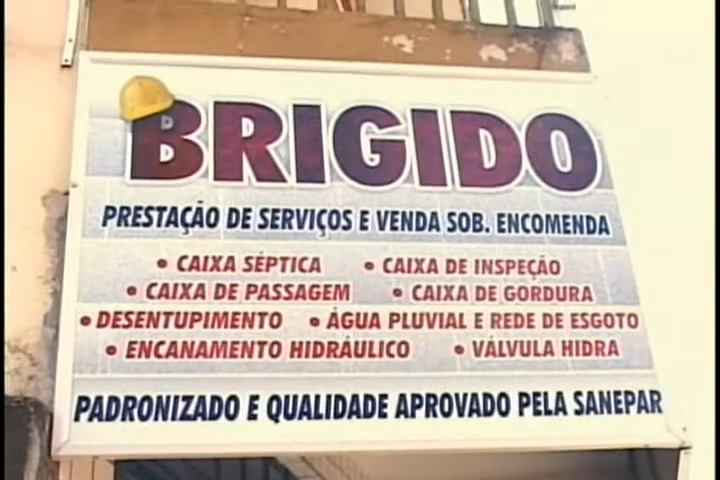 BRIGIDO
PRESTAÇÃO DE SERVIÇOS E VENDA SOB. ENCOMENDA
• CAIXA SÉPTICA • CAIXA DE INSPEÇÃO
• CAIXA DE PASSAGEM • CAIXA DE GORDURA
• DESENTUPIMENTO • ÁGUA PLUVIAL E REDE DE ESGOTO
• ENCANAMENTO HIDRÁULICO • VÁLVULA HIDRA
PADRONIZADO E QUALIDADE APROVADO PELA SANEPAR